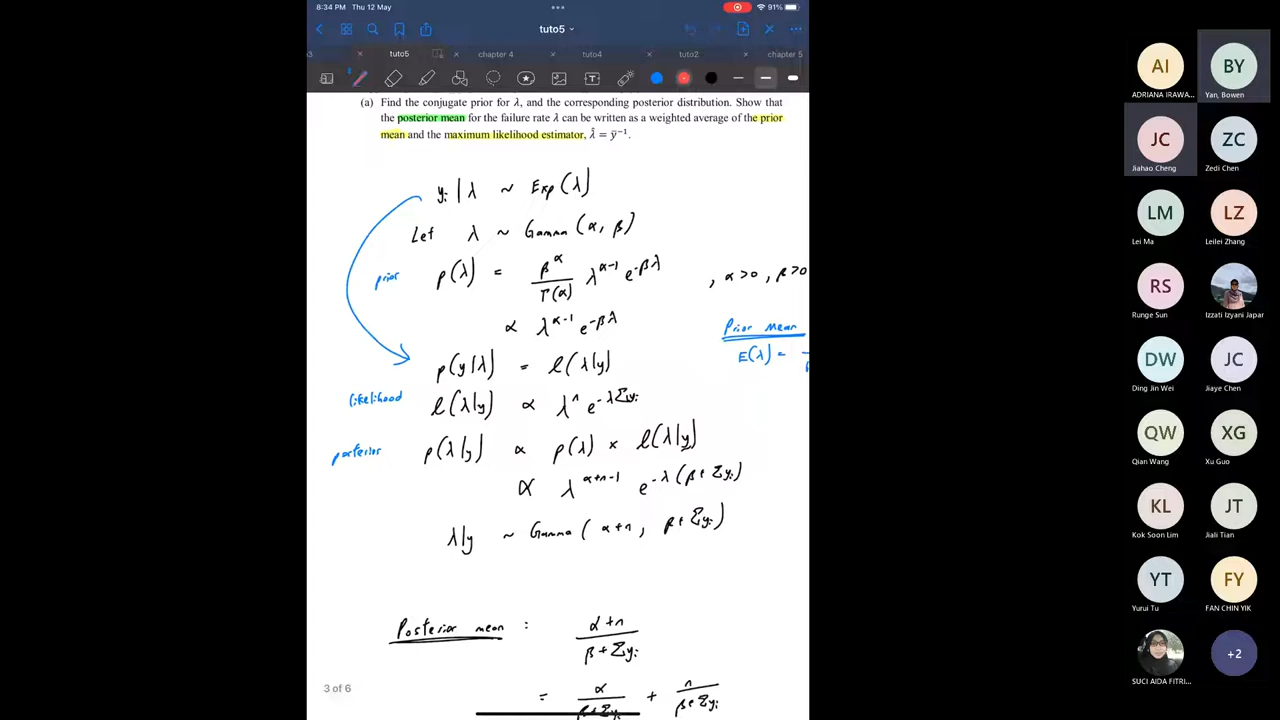 8:34 PM Thu 12 May
91%
tuto5
3
tuto5
chapter 4
tuto4
tuto2
chapter 5
(a) Find the conjugate prior for λ, and the corresponding posterior distribution. Show that
the posterior mean for the failure rate λ can be written as a weighted average of the prior
mean and the maximum likelihood estimator, λ̂ = ȳ⁻¹.
yᵢ | λ ~ Exp(λ)
Let λ ~ Gamma(α, β)
prior p(λ) = β^α / Γ(α) λ^(α-1) e^(-βλ) , α>0, β>0
∝ λ^(α-1) e^(-βλ)
Prior Mean
E(λ) =
p(y|λ) = l(λ|y)
likelihood l(λ|y) ∝ λ^n e^(-λΣyᵢ)
posterior p(λ|y) ∝ p(λ) × l(λ|y)
∝ λ^(α+n-1) e^(-λ(β+Σyᵢ))
λ|y ~ Gamma(α+n, β+Σyᵢ)
Posterior mean : α+n / β+Σyᵢ
= α / β+Σyᵢ + n / β+Σyᵢ
3 of 6
AI
ADRIANA IRAWA...
BY
Yan, Bowen
JC
Jiahao Cheng
ZC
Zedi Chen
LM
Lei Ma
LZ
Leilei Zhang
RS
Runge Sun
Izzati Izyani Japar
DW
Ding Jin Wei
JC
Jiaye Chen
QW
Qian Wang
XG
Xu Guo
KL
Kok Soon Lim
JT
Jiali Tian
YT
Yurui Tu
FY
FAN CHIN YIK
SUCI AIDA FITRI...
+2